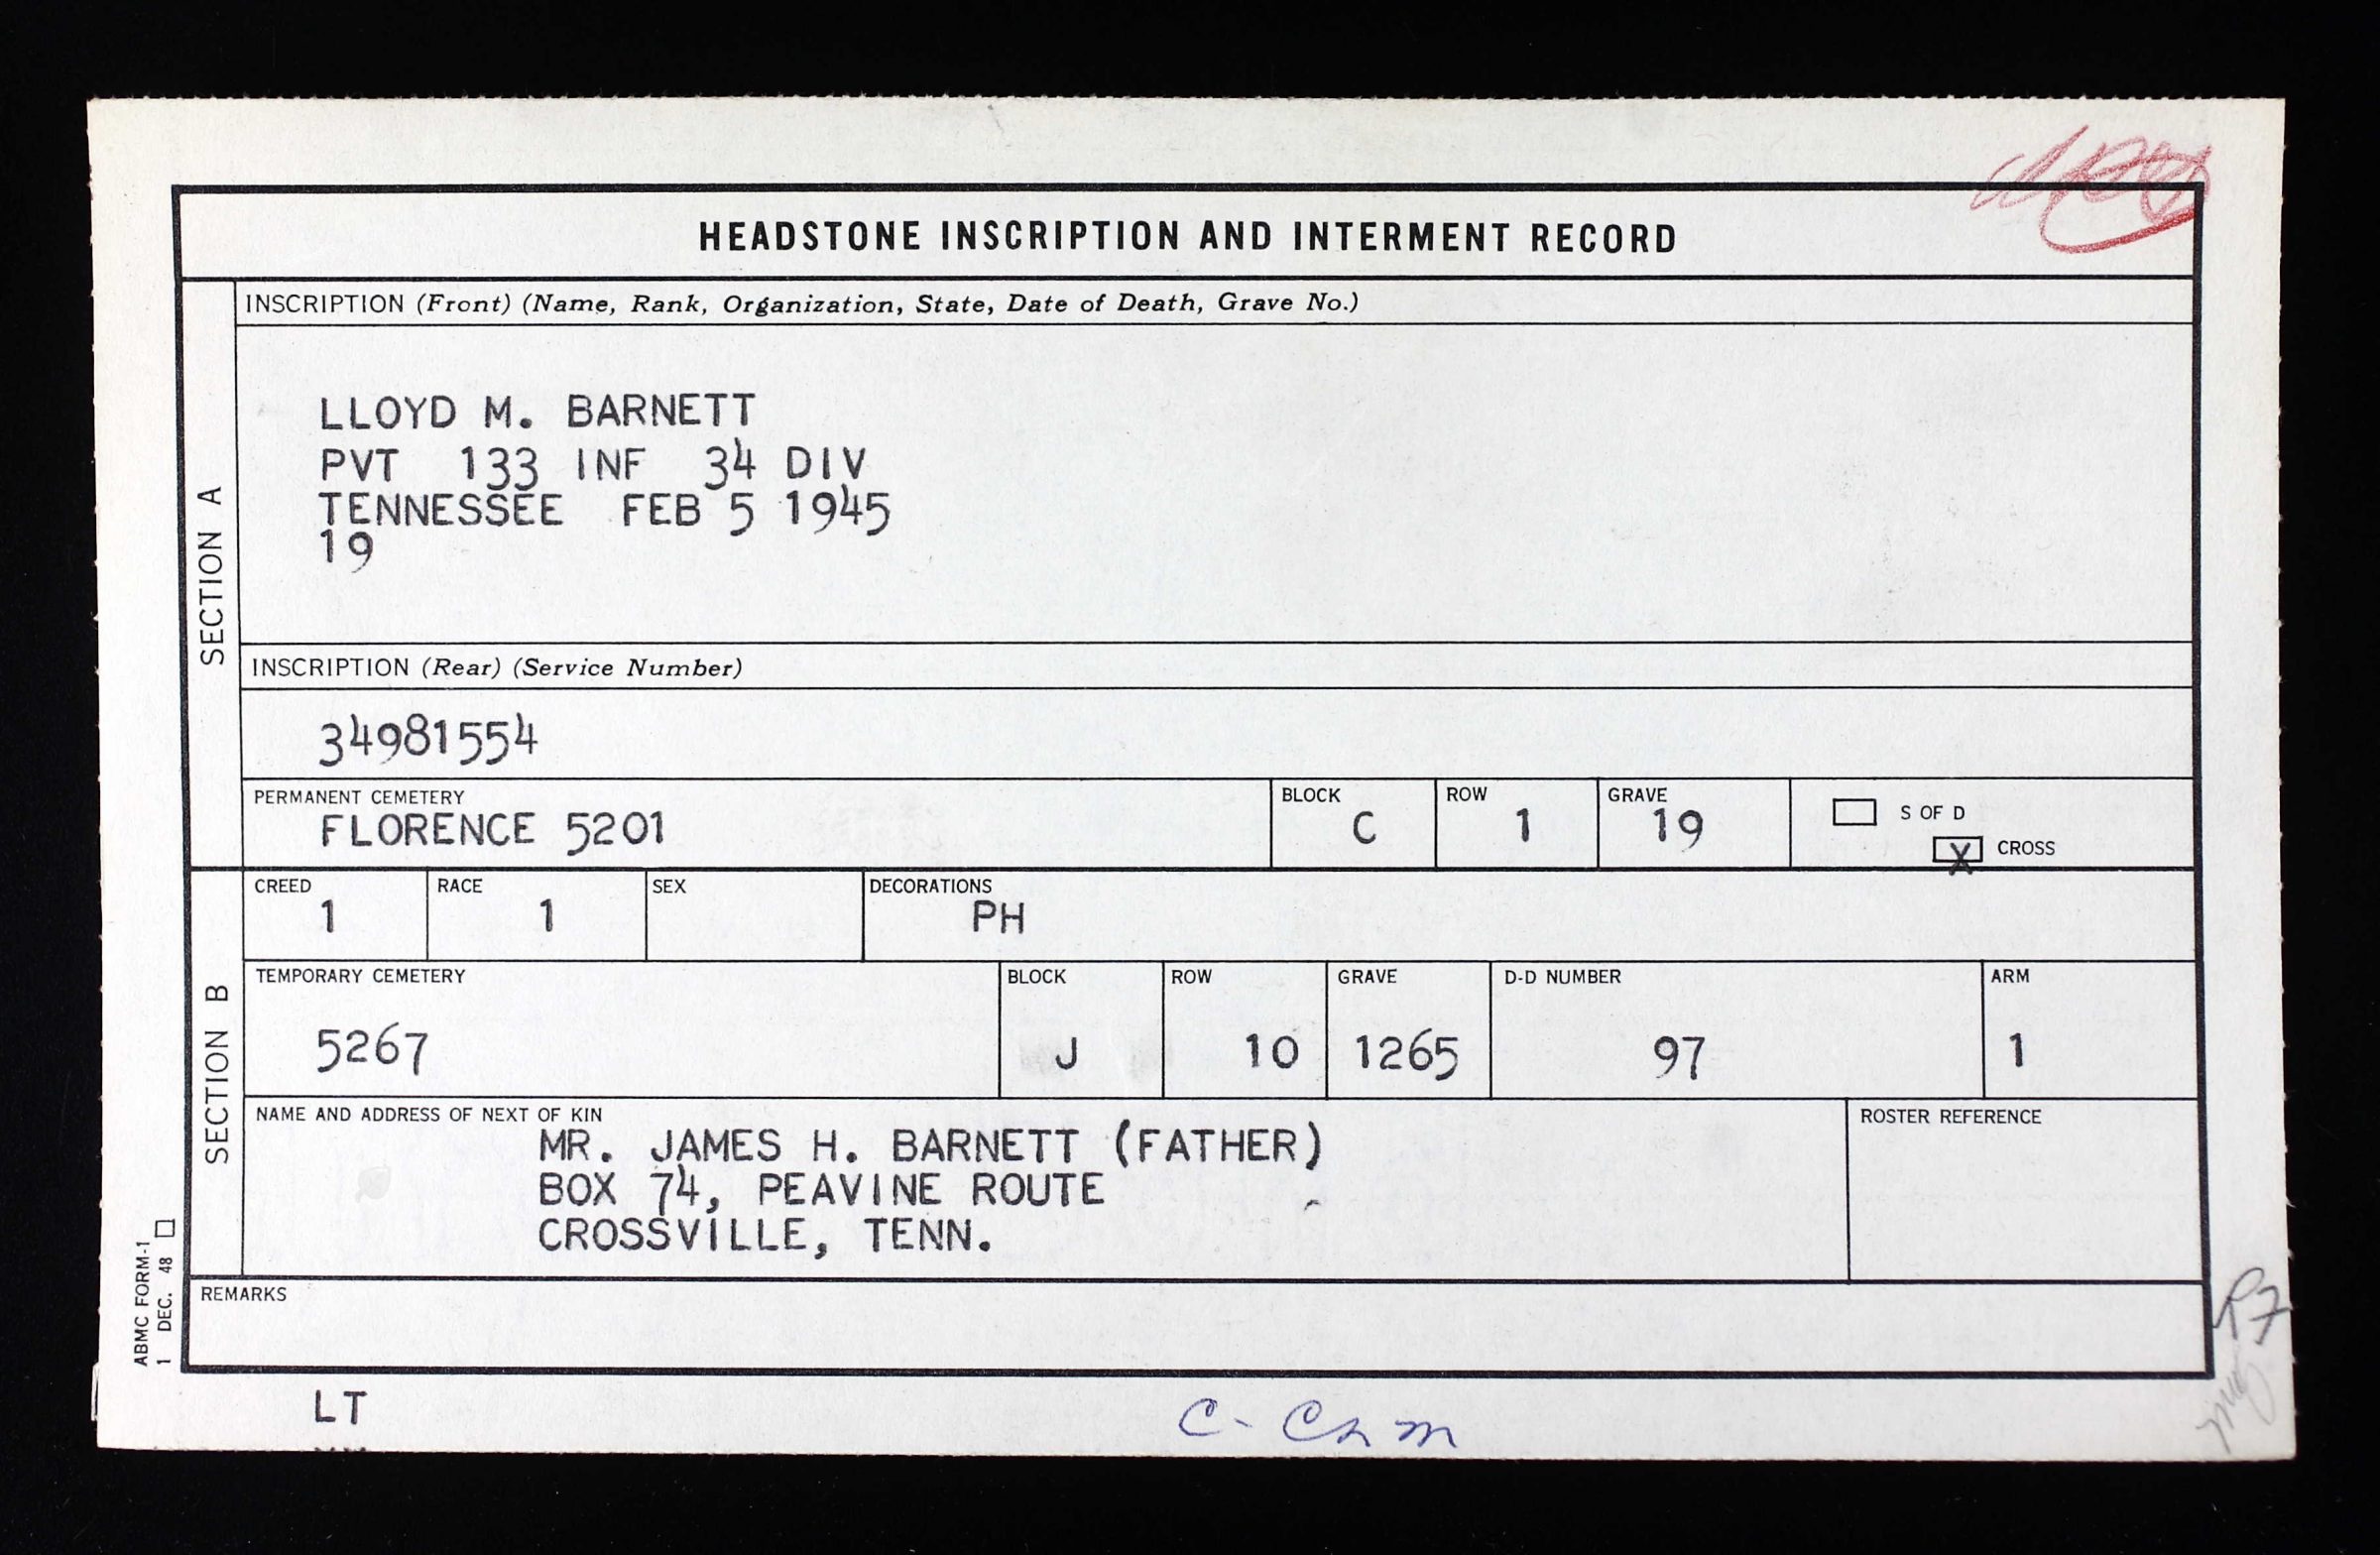 HEADSTONE INSCRIPTION AND INTERMENT RECORD
SECTION A
INSCRIPTION (Front) (Name, Rank, Organization, State, Date of Death, Grave No.)
LLOYD M. BARNETT
PVT 133 INF 34 DIV
TENNESSEE FEB 5 1945
19
INSCRIPTION (Rear) (Service Number)
34981554
PERMANENT CEMETERY BLOCK ROW GRAVE
FLORENCE 5201 C 1 19
S OF D
X CROSS
SECTION B
CREED RACE SEX DECORATIONS
1 1 PH
TEMPORARY CEMETERY BLOCK ROW GRAVE D-D NUMBER ARM
5267 J 10 1265 97 1
NAME AND ADDRESS OF NEXT OF KIN ROSTER REFERENCE
MR. JAMES H. BARNETT (FATHER)
BOX 74, PEAVINE ROUTE
CROSSVILLE, TENN.
REMARKS
ABMC FORM-1
1 DEC. 48
LT